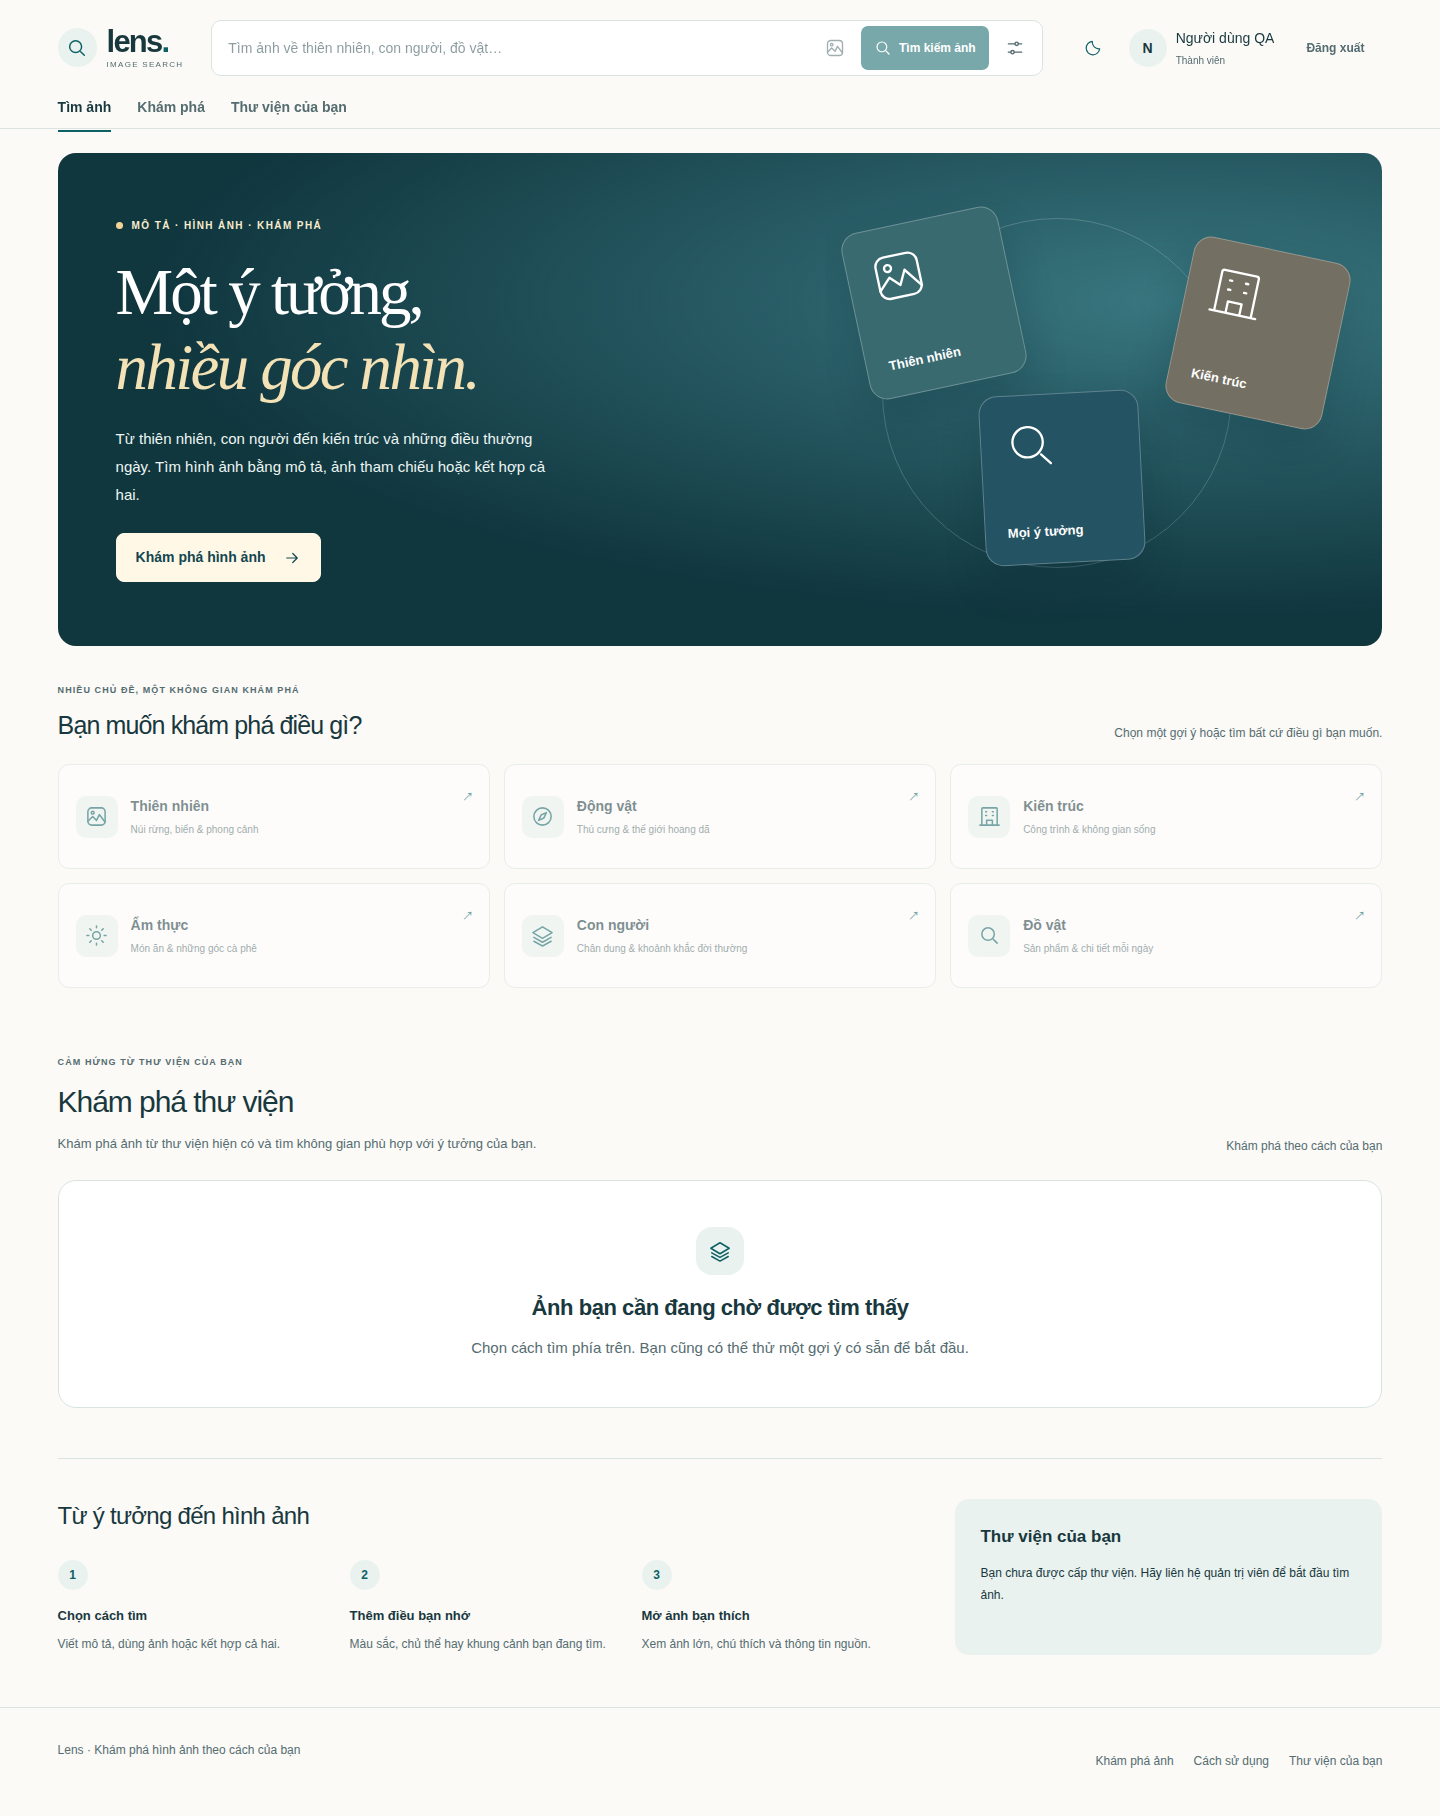 lens.
IMAGE SEARCH
Tìm ảnh về thiên nhiên, con người, đồ vật…
Tìm kiếm ảnh
N
Người dùng QA
Thành viên
Đăng xuất
Tìm ảnh
Khám phá
Thư viện của bạn
MÔ TẢ · HÌNH ẢNH · KHÁM PHÁ
Một ý tưởng,
nhiều góc nhìn.
Từ thiên nhiên, con người đến kiến trúc và những điều thường
ngày. Tìm hình ảnh bằng mô tả, ảnh tham chiếu hoặc kết hợp cả
hai.
Khám phá hình ảnh
Thiên nhiên
Kiến trúc
Mọi ý tưởng
NHIỀU CHỦ ĐỀ, MỘT KHÔNG GIAN KHÁM PHÁ
Bạn muốn khám phá điều gì?
Chọn một gợi ý hoặc tìm bất cứ điều gì bạn muốn.
Thiên nhiên
Núi rừng, biển & phong cảnh
Động vật
Thú cưng & thế giới hoang dã
Kiến trúc
Công trình & không gian sống
Ẩm thực
Món ăn & những góc cà phê
Con người
Chân dung & khoảnh khắc đời thường
Đồ vật
Sản phẩm & chi tiết mỗi ngày
CẢM HỨNG TỪ THƯ VIỆN CỦA BẠN
Khám phá thư viện
Khám phá ảnh từ thư viện hiện có và tìm không gian phù hợp với ý tưởng của bạn.
Khám phá theo cách của bạn
Ảnh bạn cần đang chờ được tìm thấy
Chọn cách tìm phía trên. Bạn cũng có thể thử một gợi ý có sẵn để bắt đầu.
Từ ý tưởng đến hình ảnh
1
Chọn cách tìm
Viết mô tả, dùng ảnh hoặc kết hợp cả hai.
2
Thêm điều bạn nhớ
Màu sắc, chủ thể hay khung cảnh bạn đang tìm.
3
Mở ảnh bạn thích
Xem ảnh lớn, chú thích và thông tin nguồn.
Thư viện của bạn
Bạn chưa được cấp thư viện. Hãy liên hệ quản trị viên để bắt đầu tìm
ảnh.
Lens · Khám phá hình ảnh theo cách của bạn
Khám phá ảnh
Cách sử dụng
Thư viện của bạn